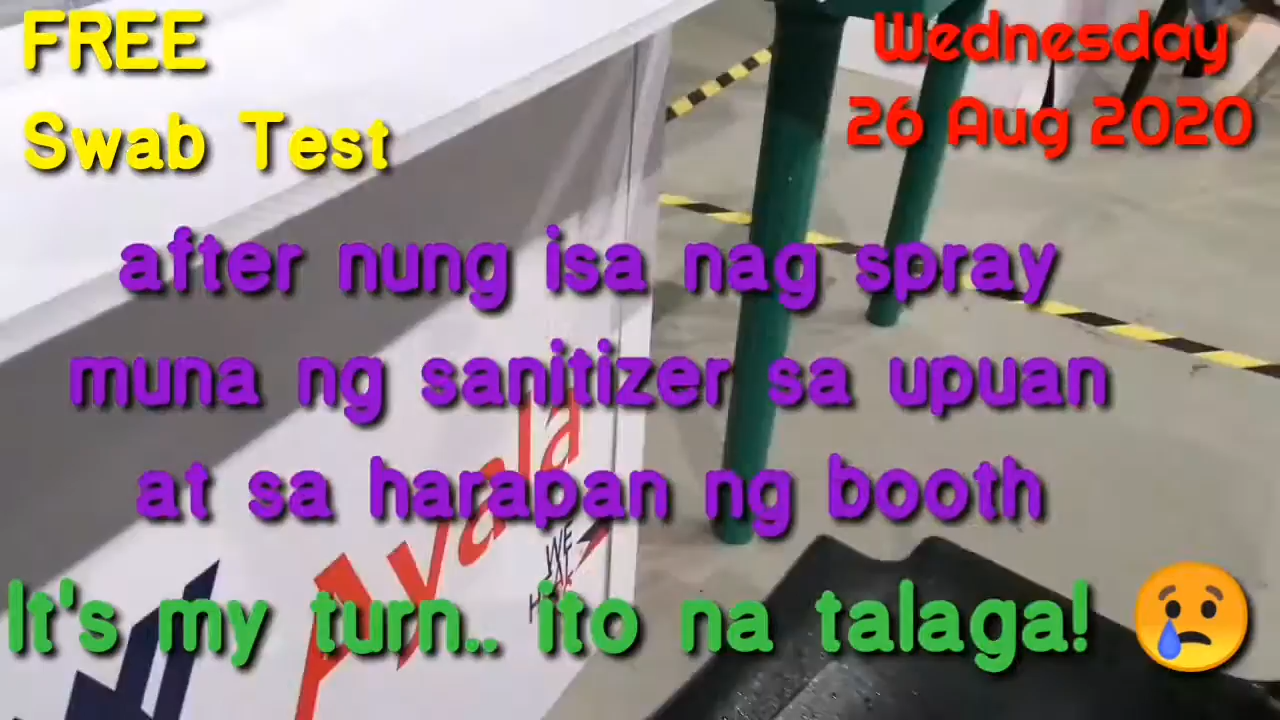 FREE
Swab Test
Wednesday
26 Aug 2020
after nung isa nag spray
muna ng sanitizer sa upuan
at sa harapan ng booth
Ayala
WE
It's my turn.. ito na talaga! 😢